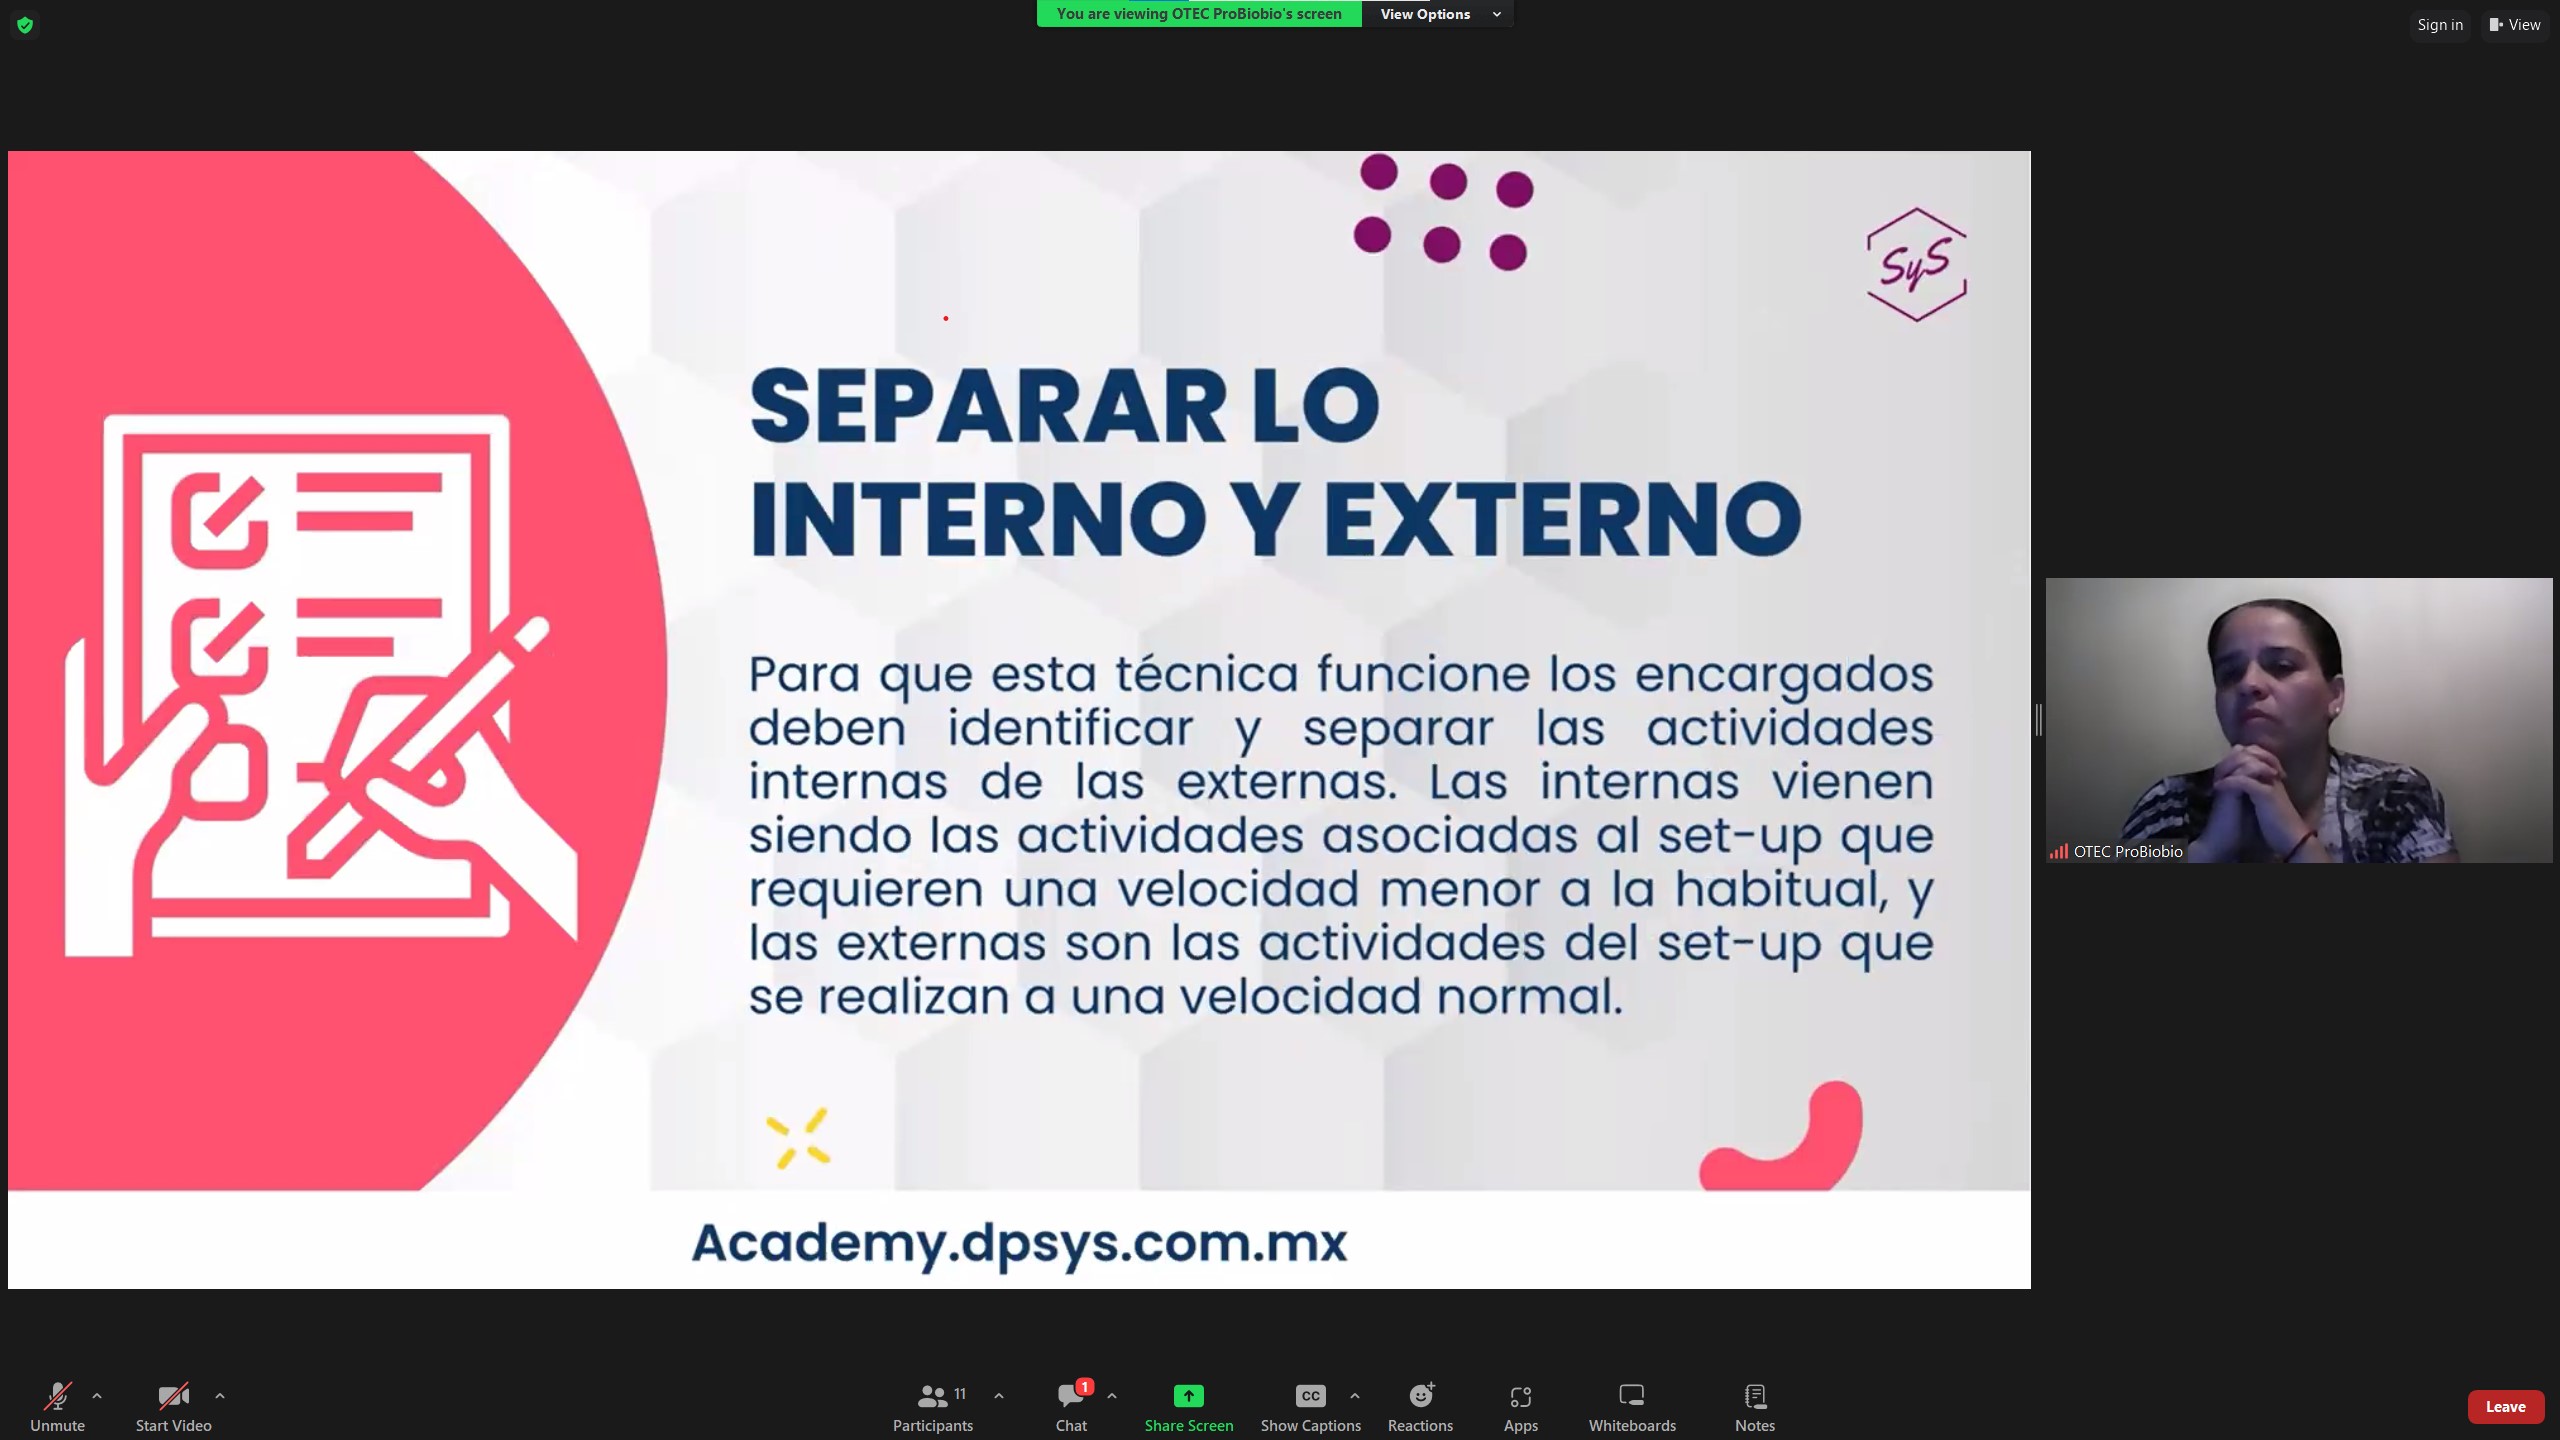 You are viewing OTEC ProBiobio's screen
View Options
Sign in
View
SyS
SEPARAR LO
INTERNO Y EXTERNO
Para que esta técnica funcione los encargados
deben identificar y separar las actividades
internas de las externas. Las internas vienen
siendo las actividades asociadas al set-up que
requieren una velocidad menor a la habitual, y
las externas son las actividades del set-up que
se realizan a una velocidad normal.
Academy.dpsys.com.mx
OTEC ProBiobio
Unmute
Start Video
11
Participants
1
Chat
Share Screen
CC
Show Captions
Reactions
Apps
Whiteboards
Notes
Leave